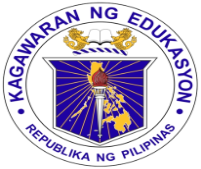 KAGAWARAN NG EDUKASYON
REPUBLIKA NG PILIPINAS